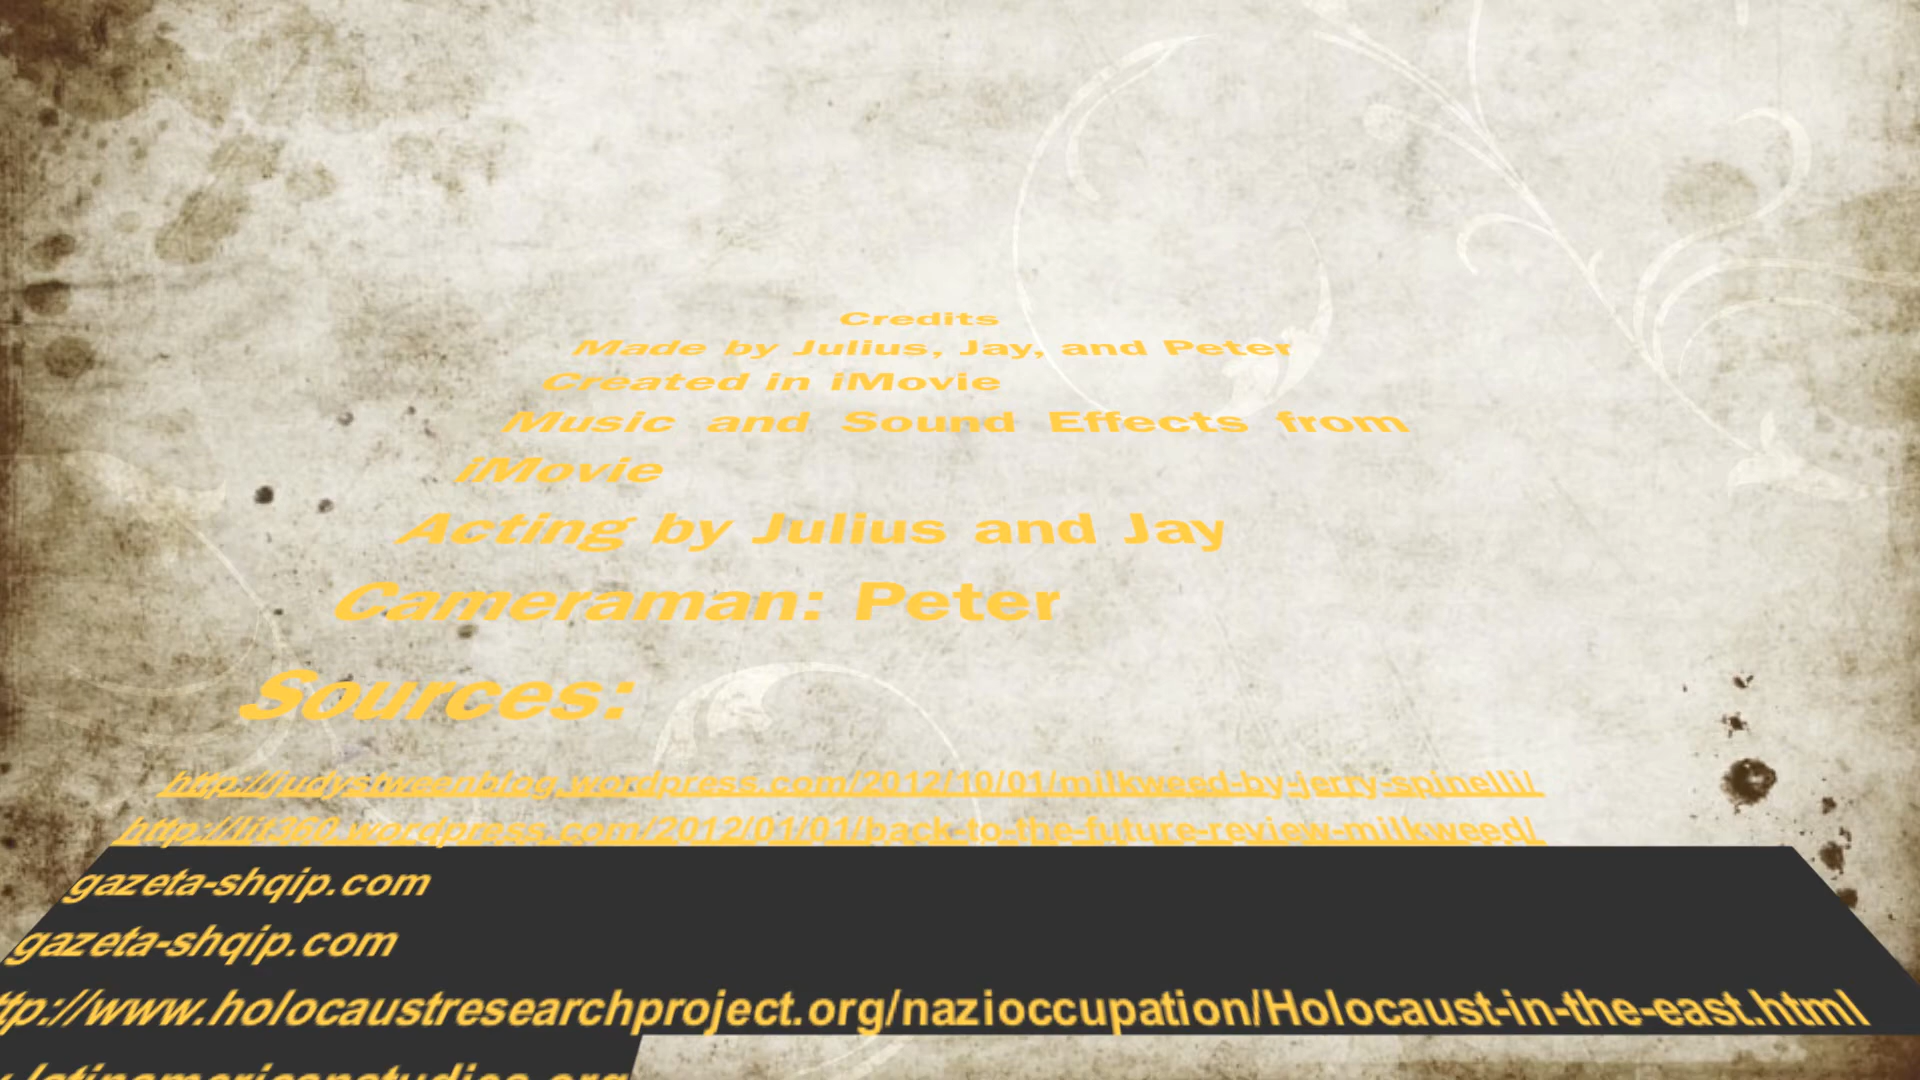 Credits
Made by Julius, Jay, and Peter
Created in iMovie
Music and Sound Effects from
iMovie
Acting by Julius and Jay
Cameraman: Peter
Sources:
http://judystweenblog.wordpress.com/2012/10/01/milkweed-by-jerry-spinelli/
http://lit360.wordpress.com/2012/01/01/back-to-the-future-review-milkweed/
gazeta-shqip.com
gazeta-shqip.com
ttp://www.holocaustresearchproject.org/nazioccupation/Holocaust-in-the-east.html
.latinamericanstudies.org